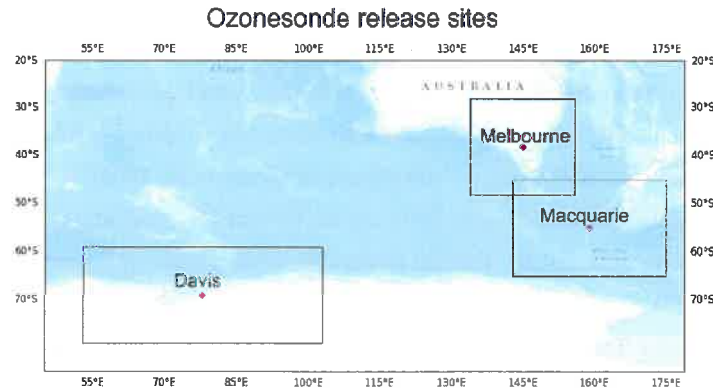 Ozonesonde release sites
55°E 70°E 85°E 100°E 115°E 130°E 145°E 160°E 175°E
20°S 20°S
AUSTRALIA
30°S 30°S
Melbourne
40°S 40°S
50°S 50°S
Macquarie
60°S 60°S
Davis
70°S 70°S
55°E 70°E 85°E 100°E 115°E 130°E 145°E 160°E 175°E